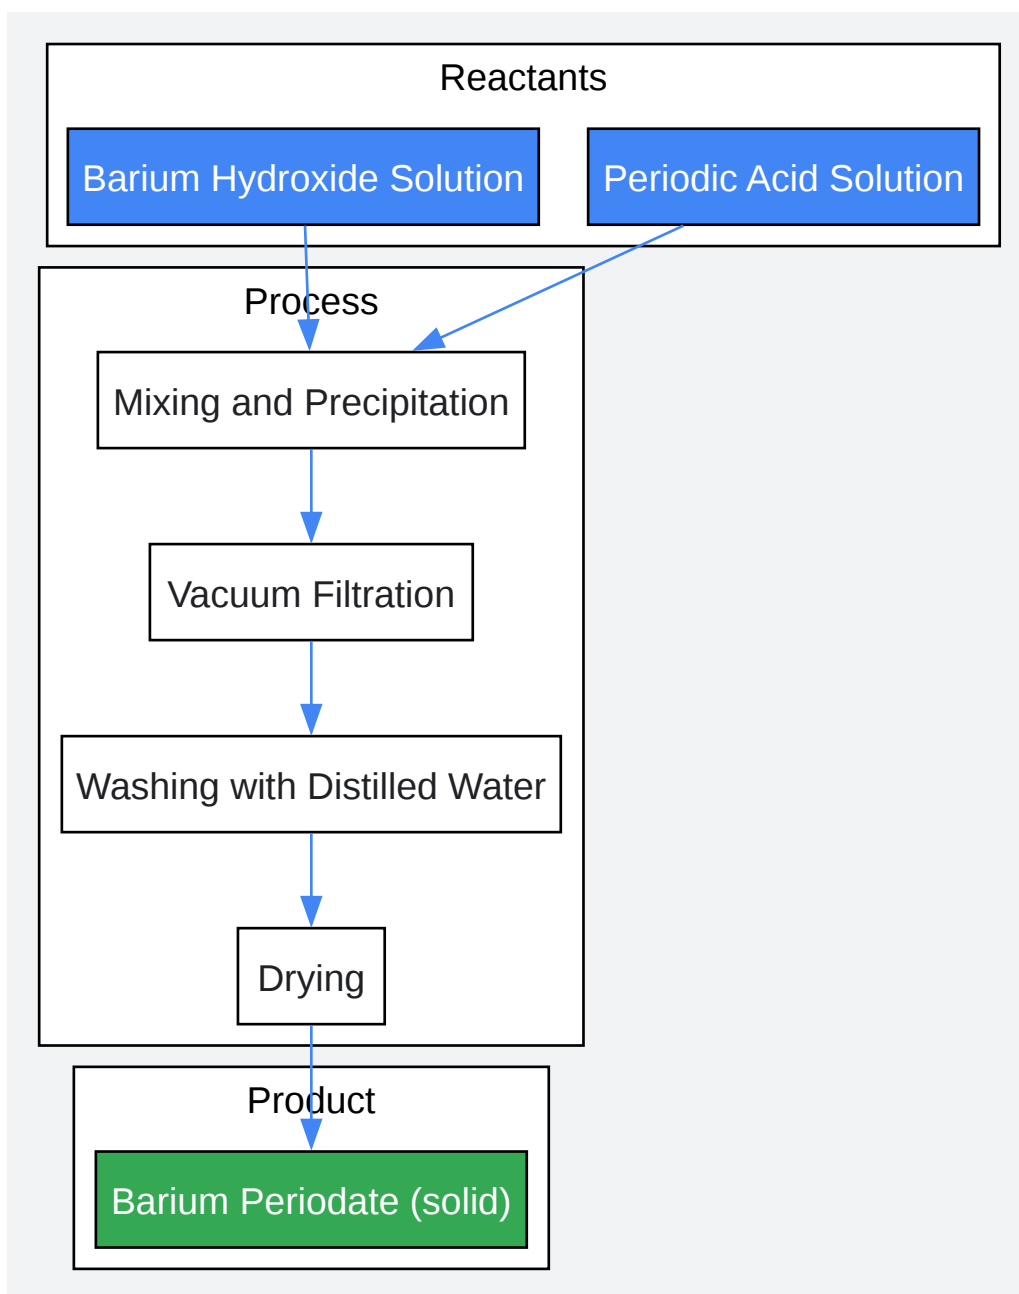 Reactants
Barium Hydroxide Solution
Periodic Acid Solution
Process
Mixing and Precipitation
Vacuum Filtration
Washing with Distilled Water
Drying
Product
Barium Periodate (solid)